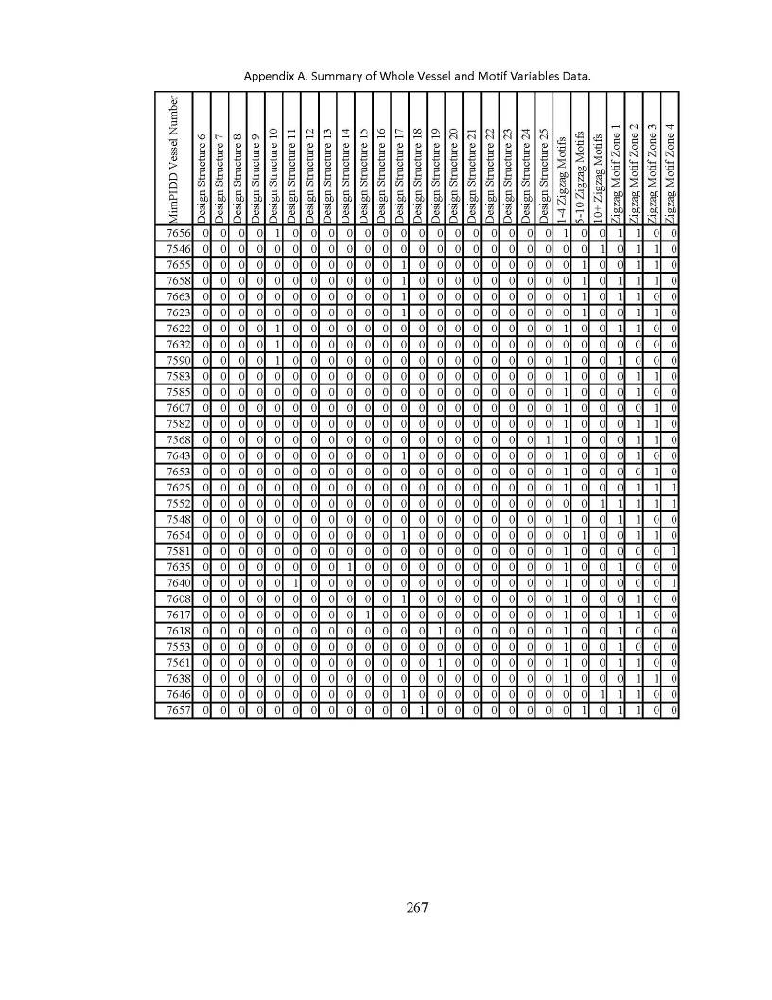 Appendix A. Summary of Whole Vessel and Motif Variables Data.
MimPIDD Vessel Number
Design Structure 6
Design Structure 7
Design Structure 8
Design Structure 9
Design Structure 10
Design Structure 11
Design Structure 12
Design Structure 13
Design Structure 14
Design Structure 15
Design Structure 16
Design Structure 17
Design Structure 18
Design Structure 19
Design Structure 20
Design Structure 21
Design Structure 22
Design Structure 23
Design Structure 24
Design Structure 25
1-4 Zigzag Motifs
5-10 Zigzag Motifs
10+ Zigzag Motifs
Zigzag Motif Zone 1
Zigzag Motif Zone 2
Zigzag Motif Zone 3
Zigzag Motif Zone 4
7656 0 0 0 0 1 0 0 0 0 0 0 0 0 0 0 0 0 0 0 0 1 0 0 1 1 0 0
7546 0 0 0 0 0 0 0 0 0 0 0 0 0 0 0 0 0 0 0 0 0 0 1 0 1 1 0
7655 0 0 0 0 0 0 0 0 0 0 0 1 0 0 0 0 0 0 0 0 0 1 0 0 1 1 0
7658 0 0 0 0 0 0 0 0 0 0 0 1 0 0 0 0 0 0 0 0 0 1 0 1 1 1 0
7663 0 0 0 0 0 0 0 0 0 0 0 1 0 0 0 0 0 0 0 0 0 1 0 1 1 0 0
7623 0 0 0 0 0 0 0 0 0 0 0 1 0 0 0 0 0 0 0 0 0 1 0 0 1 1 0
7622 0 0 0 0 1 0 0 0 0 0 0 0 0 0 0 0 0 0 0 0 1 0 0 1 1 0 0
7632 0 0 0 0 1 0 0 0 0 0 0 0 0 0 0 0 0 0 0 0 0 0 0 0 0 0 0
7590 0 0 0 0 1 0 0 0 0 0 0 0 0 0 0 0 0 0 0 0 1 0 0 1 0 0 0
7583 0 0 0 0 0 0 0 0 0 0 0 0 0 0 0 0 0 0 0 0 1 0 0 0 1 1 0
7585 0 0 0 0 0 0 0 0 0 0 0 0 0 0 0 0 0 0 0 0 1 0 0 0 1 0 0
7607 0 0 0 0 0 0 0 0 0 0 0 0 0 0 0 0 0 0 0 0 1 0 0 0 0 1 0
7582 0 0 0 0 0 0 0 0 0 0 0 0 0 0 0 0 0 0 0 0 1 0 0 0 1 1 0
7568 0 0 0 0 0 0 0 0 0 0 0 0 0 0 0 0 0 0 0 1 1 0 0 0 1 1 0
7643 0 0 0 0 0 0 0 0 0 0 0 1 0 0 0 0 0 0 0 0 1 0 0 0 1 0 0
7653 0 0 0 0 0 0 0 0 0 0 0 0 0 0 0 0 0 0 0 0 1 0 0 0 0 1 0
7625 0 0 0 0 0 0 0 0 0 0 0 0 0 0 0 0 0 0 0 0 1 0 0 0 1 1 1
7552 0 0 0 0 0 0 0 0 0 0 0 0 0 0 0 0 0 0 0 0 0 0 1 1 1 1 1
7548 0 0 0 0 0 0 0 0 0 0 0 0 0 0 0 0 0 0 0 0 1 0 0 1 1 0 0
7654 0 0 0 0 0 0 0 0 0 0 0 1 0 0 0 0 0 0 0 0 0 1 0 0 1 1 0
7581 0 0 0 0 0 0 0 0 0 0 0 0 0 0 0 0 0 0 0 0 1 0 0 0 0 0 1
7635 0 0 0 0 0 0 0 0 1 0 0 0 0 0 0 0 0 0 0 0 1 0 0 1 0 0 0
7640 0 0 0 0 0 1 0 0 0 0 0 0 0 0 0 0 0 0 0 0 1 0 0 0 0 0 1
7608 0 0 0 0 0 0 0 0 0 0 0 1 0 0 0 0 0 0 0 0 1 0 0 0 1 0 0
7617 0 0 0 0 0 0 0 0 0 1 0 0 0 0 0 0 0 0 0 0 1 0 0 1 1 0 0
7618 0 0 0 0 0 0 0 0 0 0 0 0 0 1 0 0 0 0 0 0 1 0 0 1 0 0 0
7553 0 0 0 0 0 0 0 0 0 0 0 0 0 0 0 0 0 0 0 0 1 0 0 1 0 0 0
7561 0 0 0 0 0 0 0 0 0 0 0 0 0 1 0 0 0 0 0 0 1 0 0 1 1 0 0
7638 0 0 0 0 0 0 0 0 0 0 0 0 0 0 0 0 0 0 0 0 1 0 0 0 1 1 0
7646 0 0 0 0 0 0 0 0 0 0 0 1 0 0 0 0 0 0 0 0 0 0 1 1 1 0 0
7657 0 0 0 0 0 0 0 0 0 0 0 0 1 0 0 0 0 0 0 0 0 1 0 1 1 0 0
267